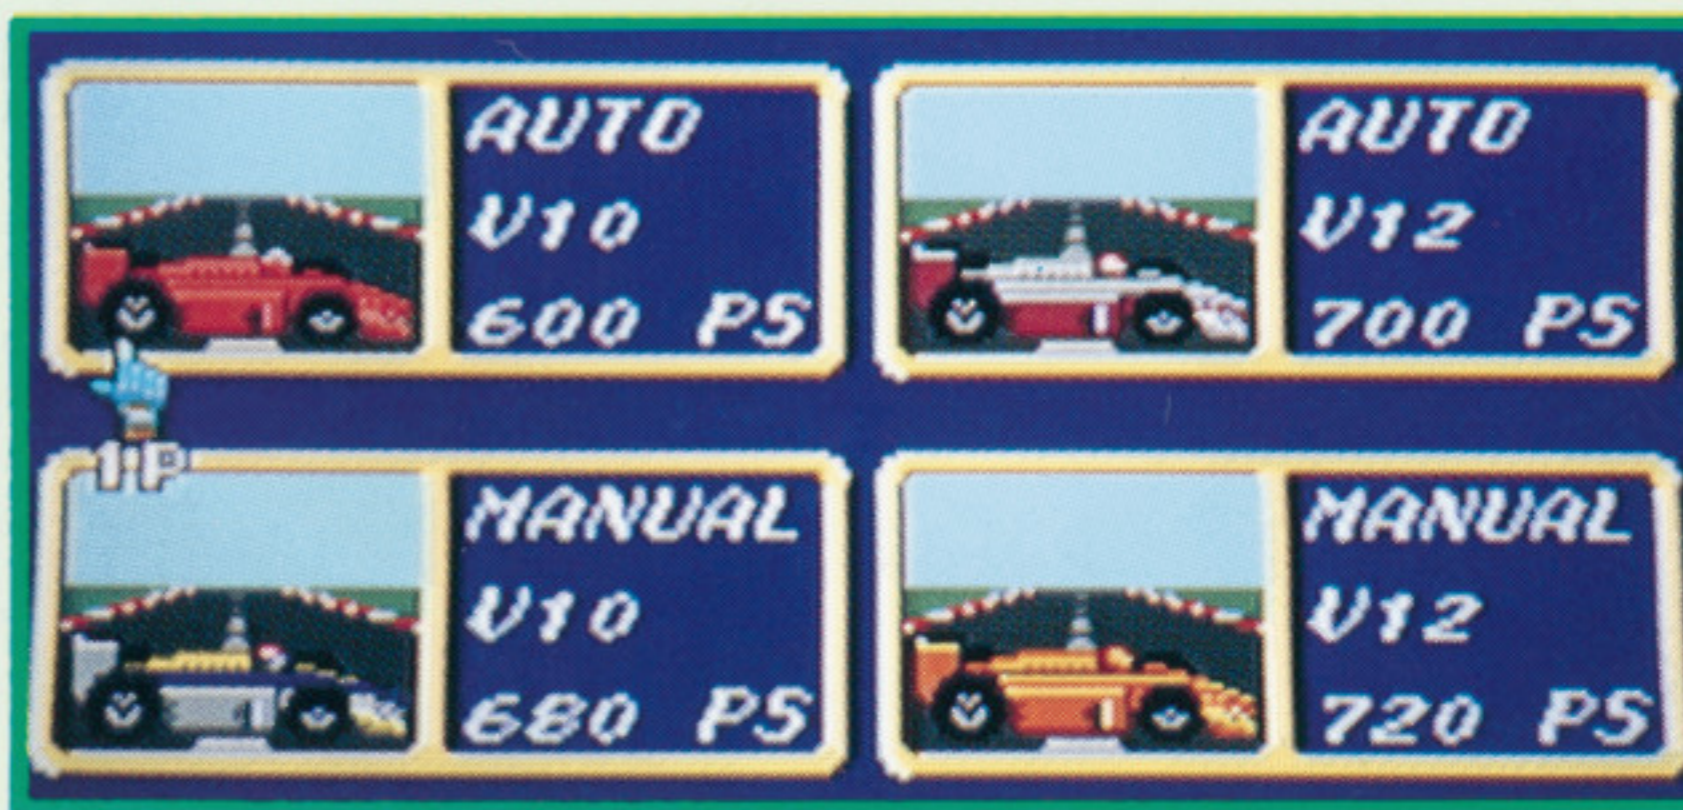 AUTO
V10
600 PS
AUTO
V12
700 PS
1P
MANUAL
V10
680 PS
MANUAL
V12
720 PS